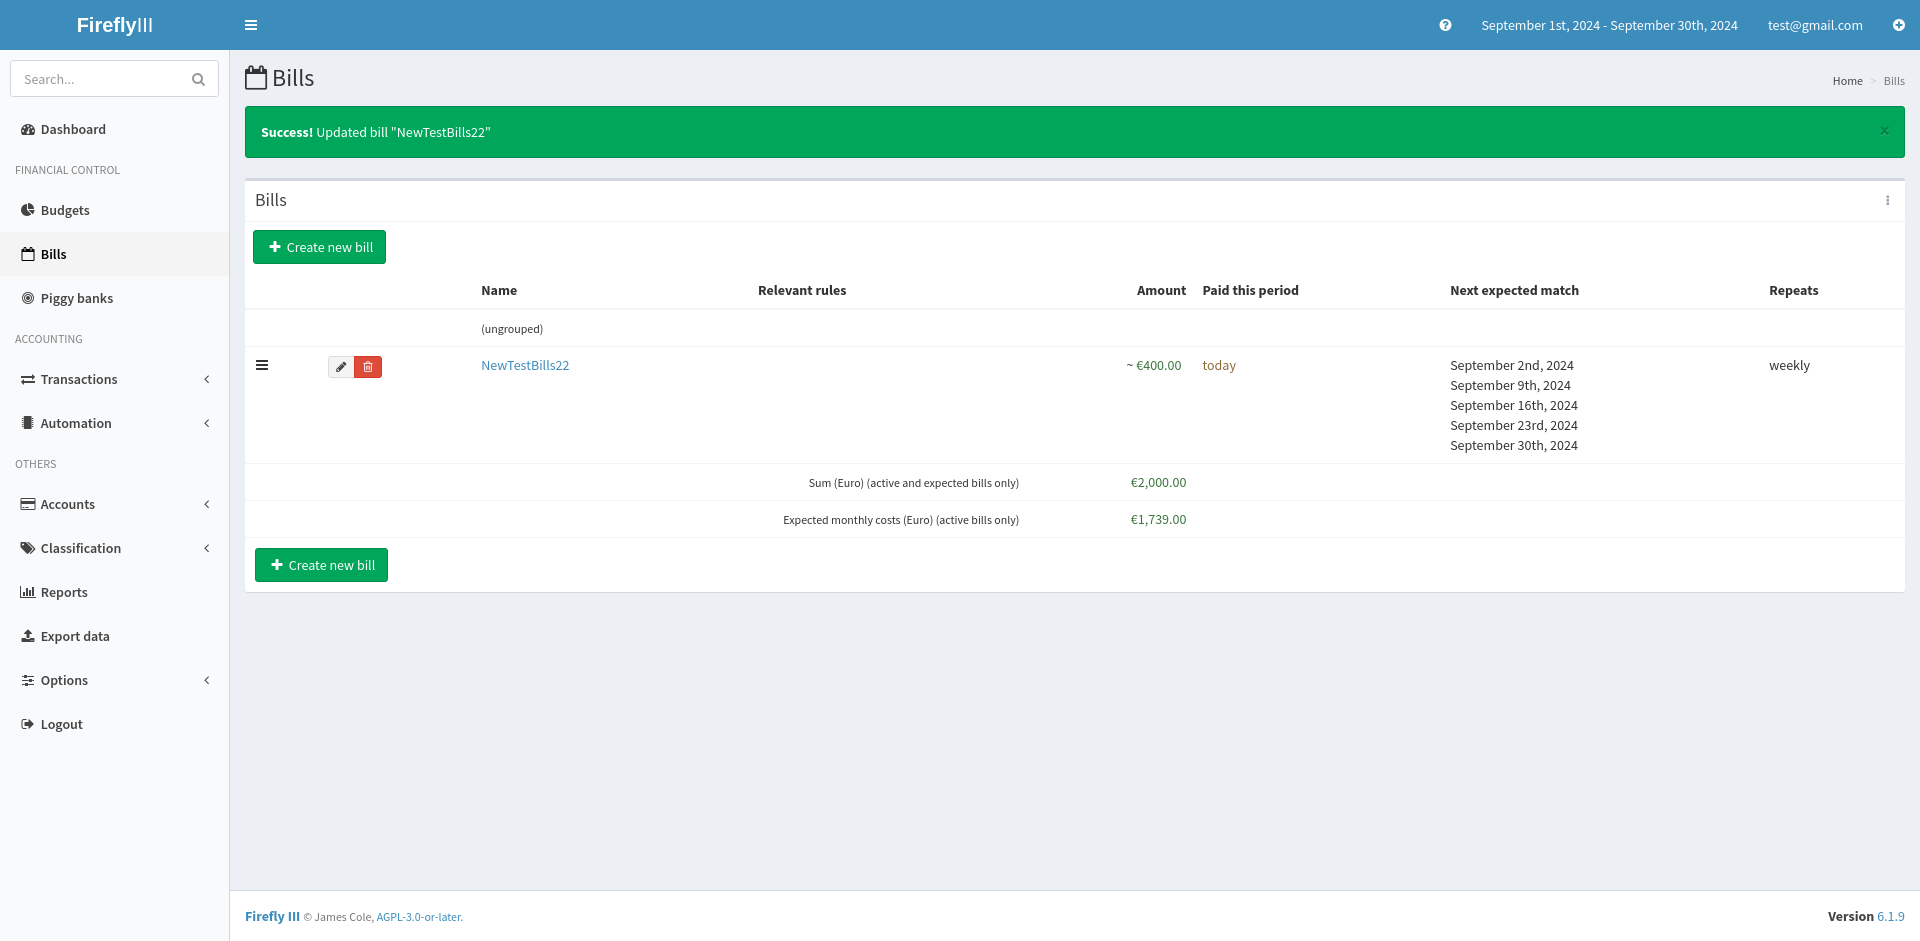 FireflyIII
September 1st, 2024 - September 30th, 2024
test@gmail.com
Search...
Dashboard
FINANCIAL CONTROL
Budgets
Bills
Piggy banks
ACCOUNTING
Transactions
Automation
OTHERS
Accounts
Classification
Reports
Export data
Options
Logout
Bills
Home > Bills
Success! Updated bill "NewTestBills22"
×
Bills
Create new bill
Name Relevant rules Amount Paid this period Next expected match Repeats
(ungrouped)
NewTestBills22 ~ €400.00 today September 2nd, 2024 weekly
September 9th, 2024
September 16th, 2024
September 23rd, 2024
September 30th, 2024
Sum (Euro) (active and expected bills only) €2,000.00
Expected monthly costs (Euro) (active bills only) €1,739.00
Create new bill
Firefly III © James Cole, AGPL-3.0-or-later.
Version 6.1.9